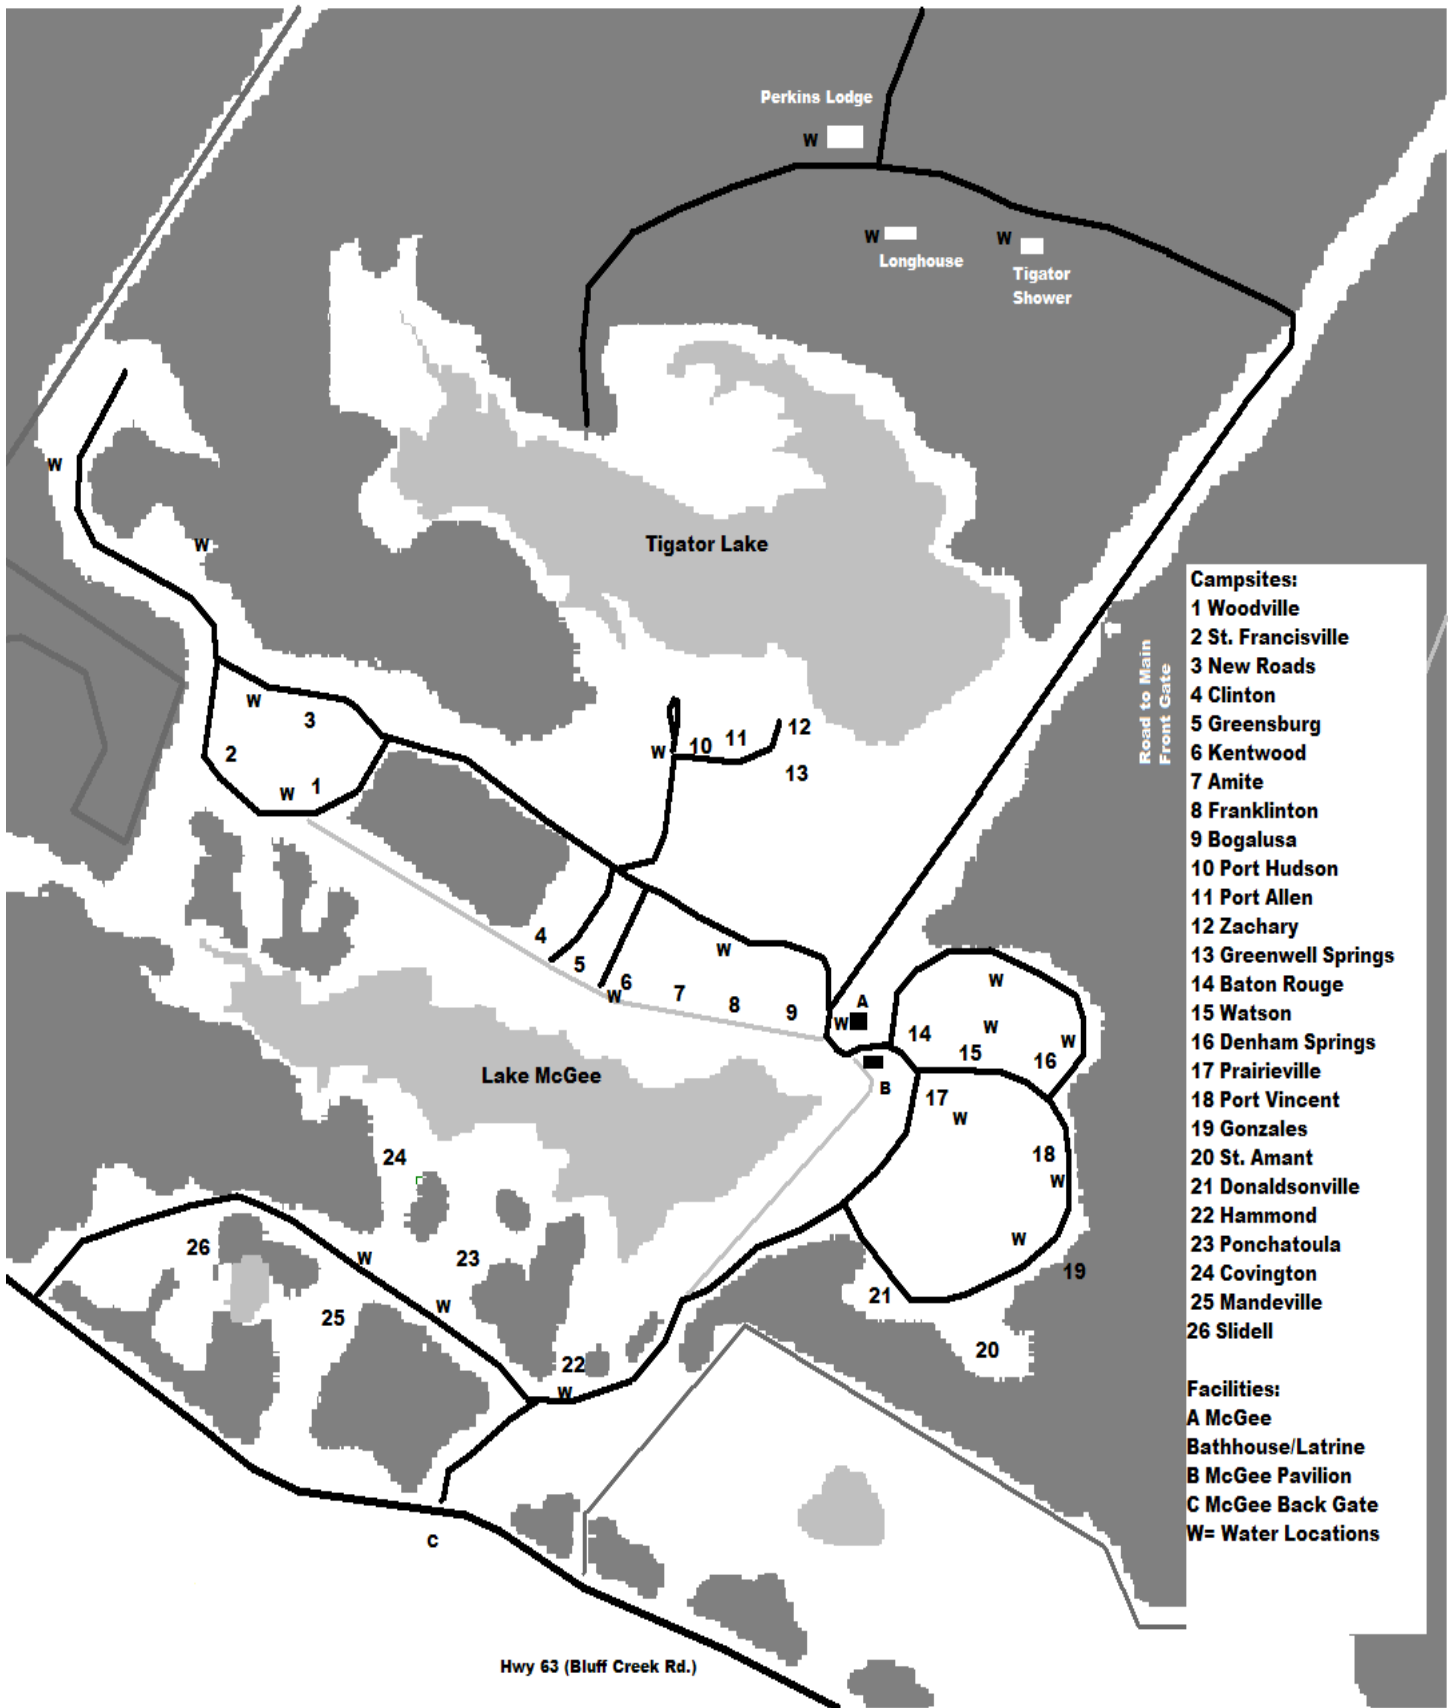 Perkins Lodge
W
W
Longhouse
W
Tigator
Shower
W
W
Tigator Lake
Road to Main
Front Gate
W
3
2
W
1
W
10
11
12
13
4
5
6
W
7
8
9
W
A
W
B
14
15
16
W
W
W
17
W
18
W
W
19
20
21
Lake McGee
24
23
26
25
W
W
22
W
C
Hwy 63 (Bluff Creek Rd.)
Campsites:
1 Woodville
2 St. Francisville
3 New Roads
4 Clinton
5 Greensburg
6 Kentwood
7 Amite
8 Franklinton
9 Bogalusa
10 Port Hudson
11 Port Allen
12 Zachary
13 Greenwell Springs
14 Baton Rouge
15 Watson
16 Denham Springs
17 Prairieville
18 Port Vincent
19 Gonzales
20 St. Amant
21 Donaldsonville
22 Hammond
23 Ponchatoula
24 Covington
25 Mandeville
26 Slidell
Facilities:
A McGee
Bathhouse/Latrine
B McGee Pavilion
C McGee Back Gate
W= Water Locations